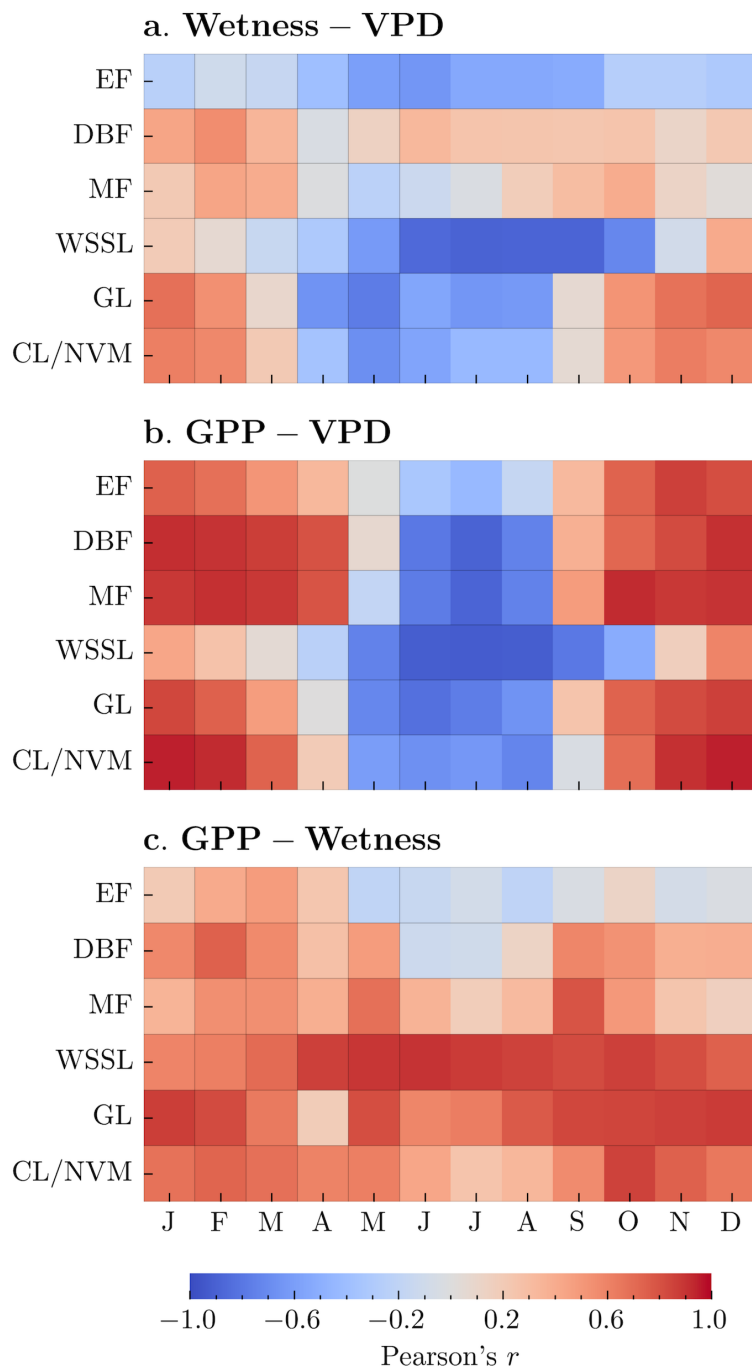 a. Wetness – VPD
EF
DBF
MF
WSSL
GL
CL/NVM
b. GPP – VPD
EF
DBF
MF
WSSL
GL
CL/NVM
c. GPP – Wetness
EF
DBF
MF
WSSL
GL
CL/NVM
J F M A M J J A S O N D
−1.0 −0.6 −0.2 0.2 0.6 1.0
Pearson's r